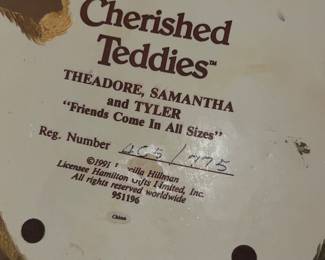 Cherished
Teddies™
THEADORE, SAMANTHA
and TYLER
"Friends Come In All Sizes"
Reg. Number 4C5/775
©1991 Hillman
Licensee Hamilton Gifts Limited, Inc.
All rights reserved worldwide
951196
China